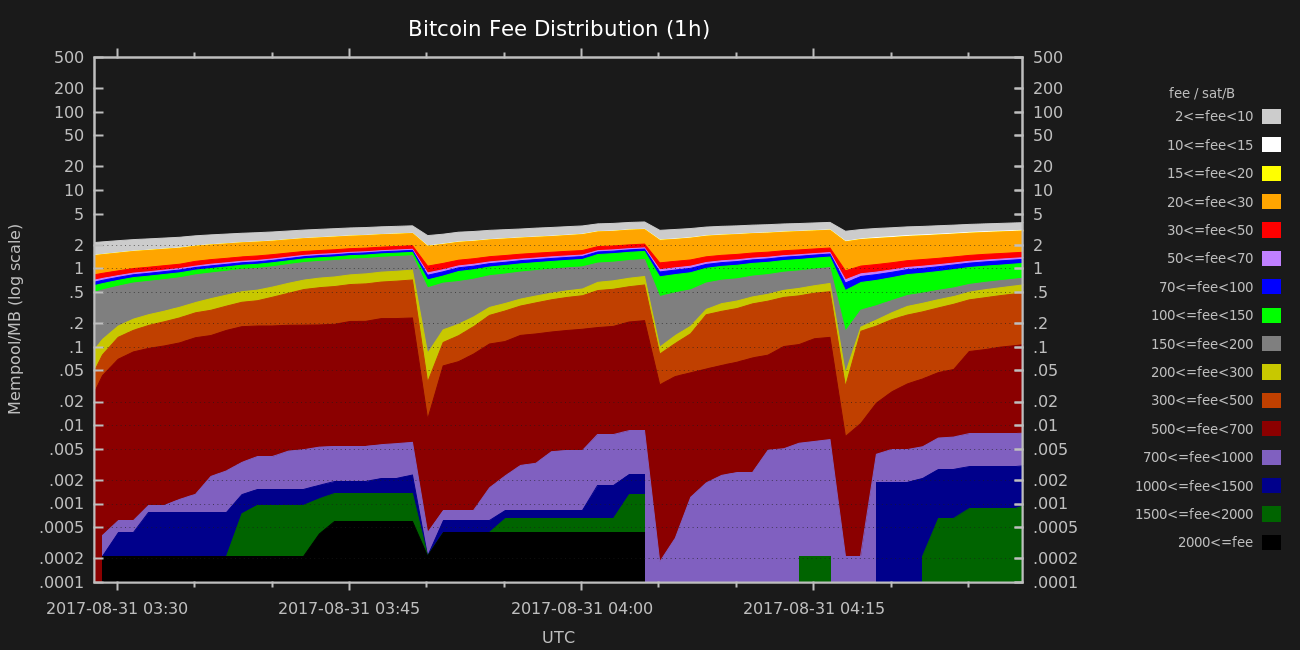 Bitcoin Fee Distribution (1h)
500
200
100
50
20
10
5
2
1
.5
.2
.1
.05
.02
.01
.005
.002
.001
.0005
.0002
.0001
Mempool/MB (log scale)
500
200
100
50
20
10
5
2
1
.5
.2
.1
.05
.02
.01
.005
.002
.001
.0005
.0002
.0001
2017-08-31 03:30 2017-08-31 03:45 2017-08-31 04:00 2017-08-31 04:15
UTC
fee / sat/B
2<=fee<10
10<=fee<15
15<=fee<20
20<=fee<30
30<=fee<50
50<=fee<70
70<=fee<100
100<=fee<150
150<=fee<200
200<=fee<300
300<=fee<500
500<=fee<700
700<=fee<1000
1000<=fee<1500
1500<=fee<2000
2000<=fee